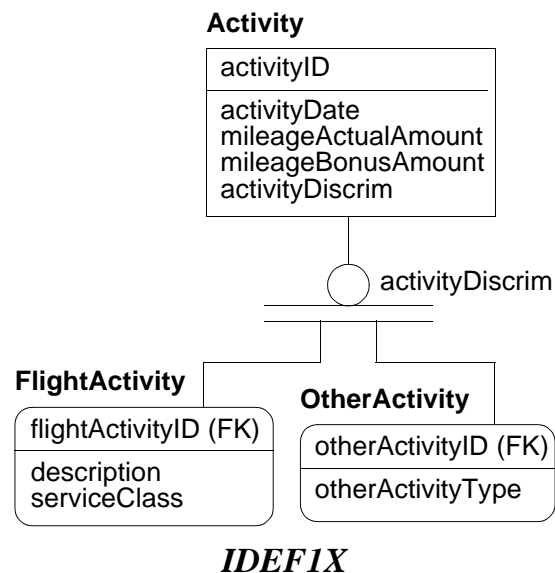 Activity
activityID
activityDate
mileageActualAmount
mileageBonusAmount
activityDiscrim
activityDiscrim
FlightActivity
flightActivityID (FK)
description
serviceClass
OtherActivity
otherActivityID (FK)
otherActivityType
IDEF1X